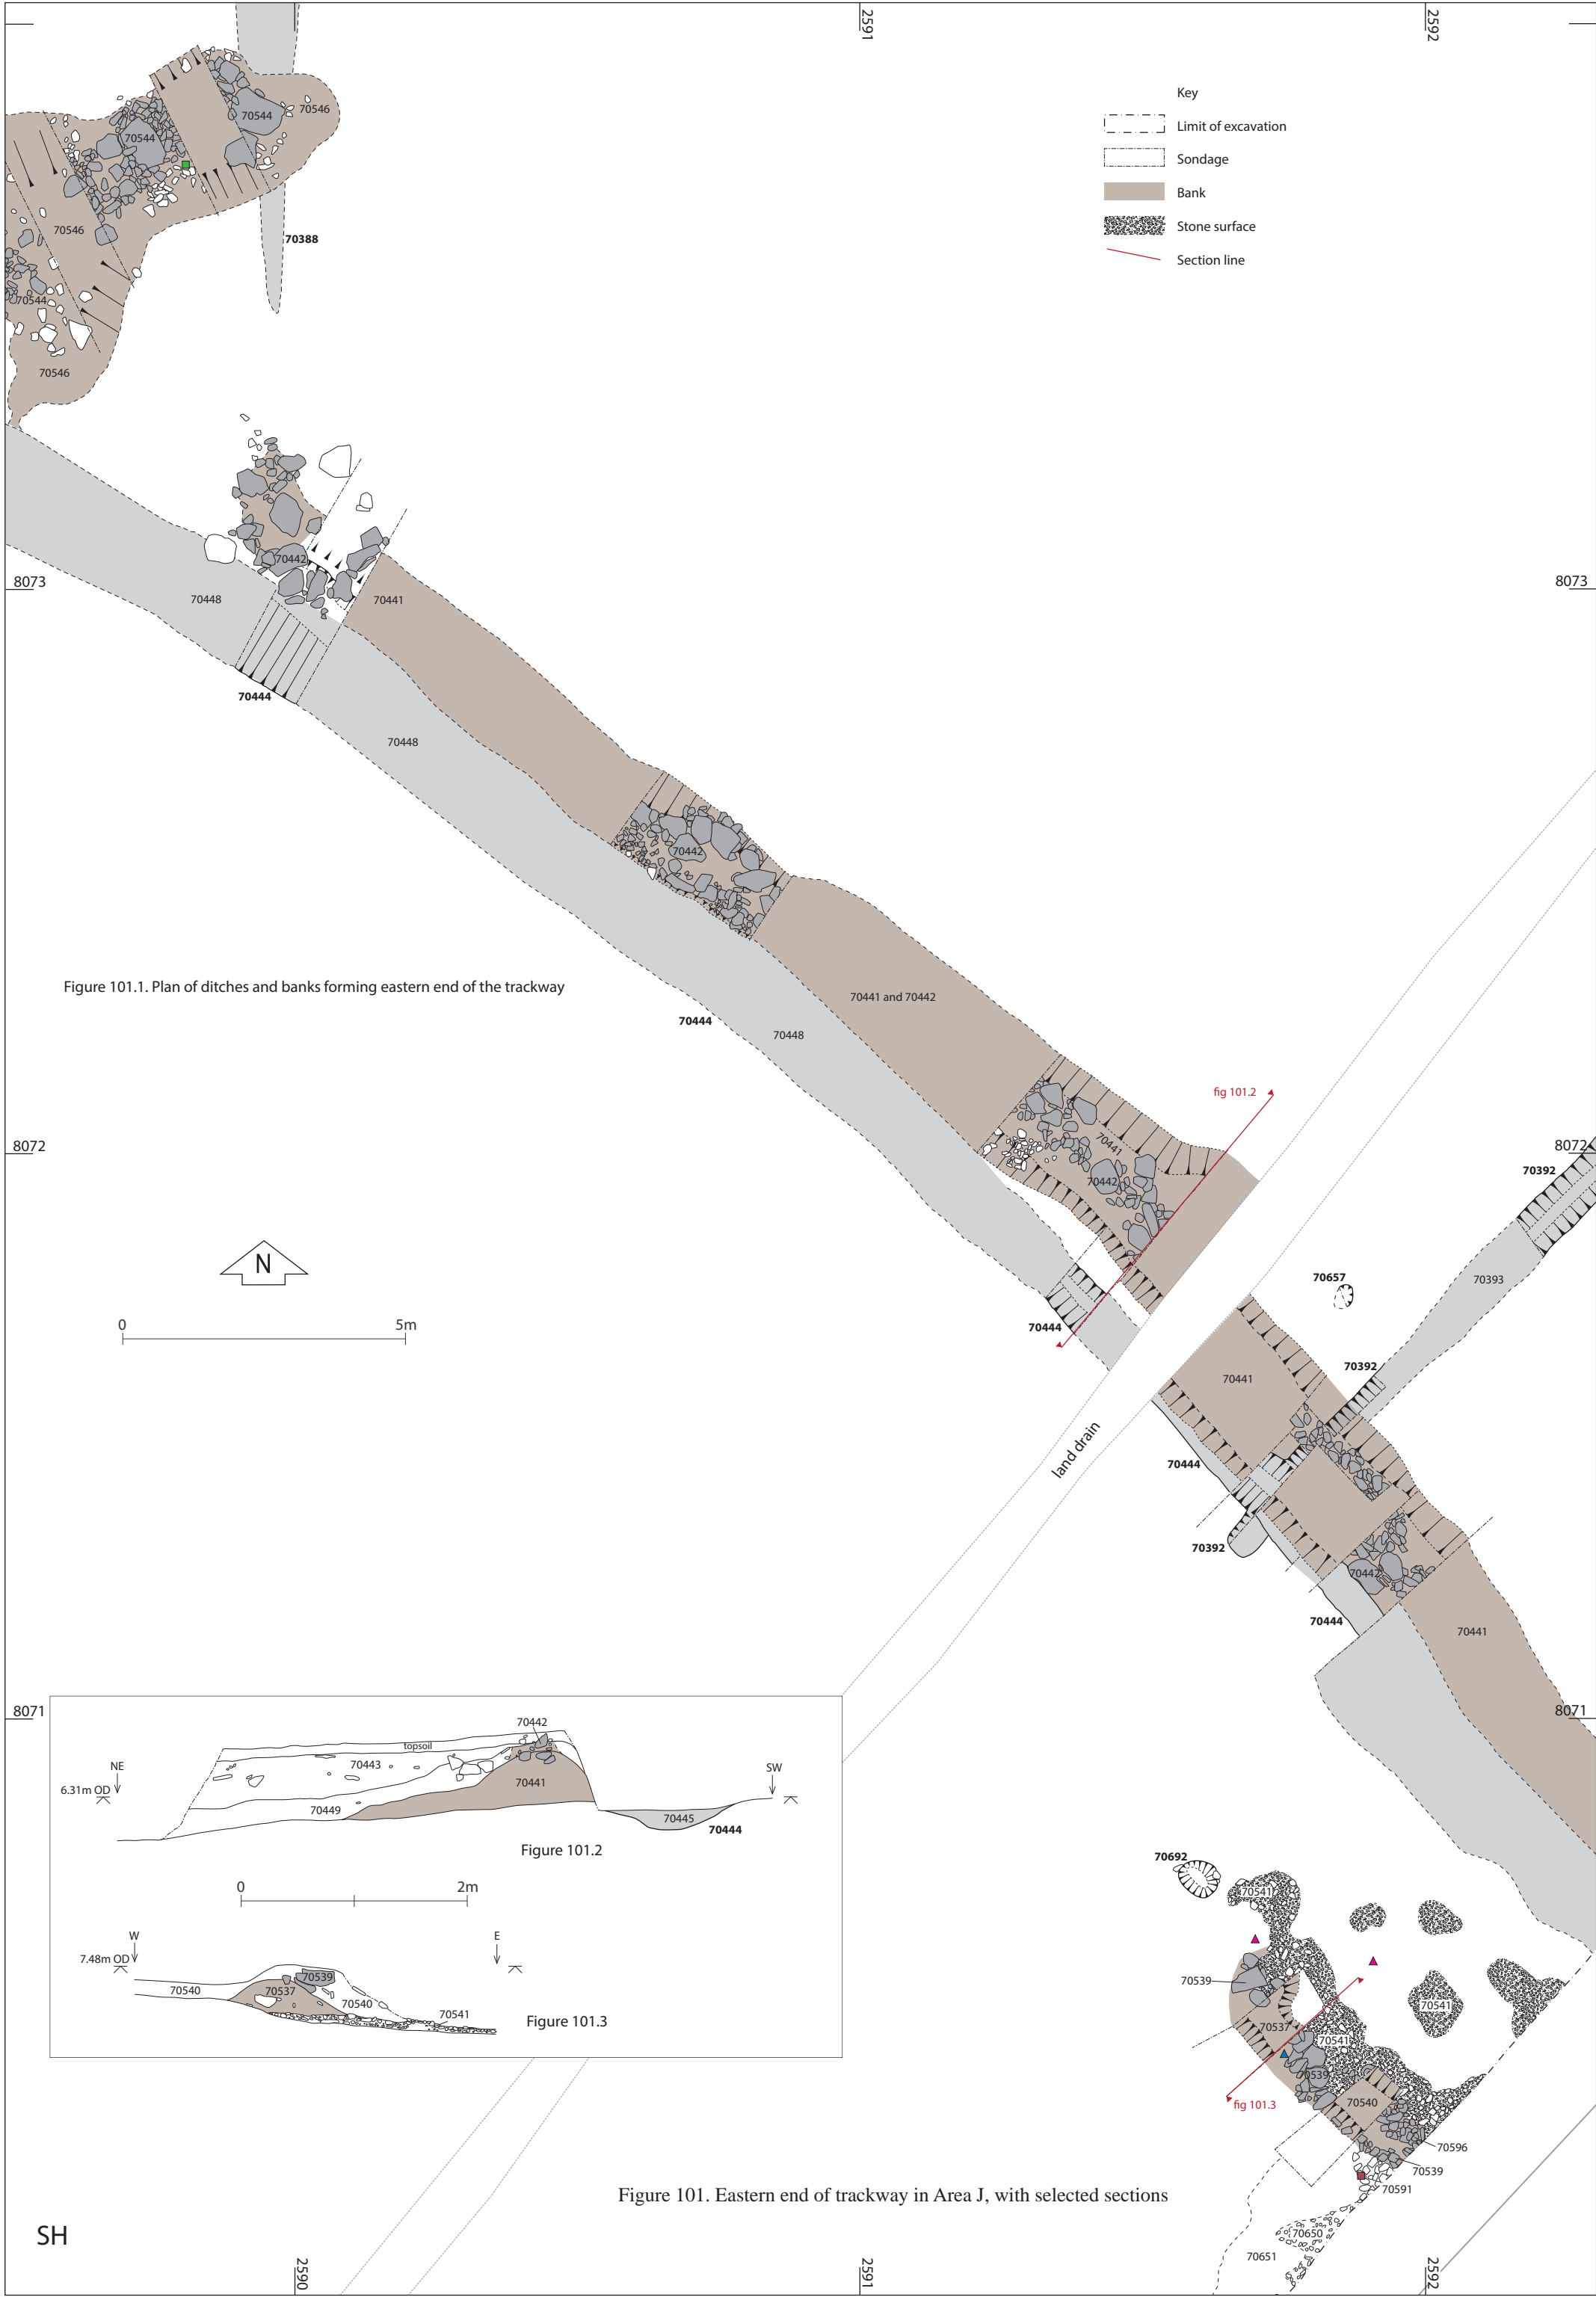 2591
2592
Key
Limit of excavation
Sondage
Bank
Stone surface
Section line
70544
70546
70544
70546
70388
70544
70546
70442
8073
8073
70448
70441
70444
70448
70442
Figure 101.1. Plan of ditches and banks forming eastern end of the trackway
70441 and 70442
70444
70448
fig 101.2
70441
8072
8072
70392
70442
N
70657
70393
0 5m
70444
70392
70441
land drain
70444
70392
70442
70444
70441
8071
8071
70442
topsoil
NE
70443
SW
6.31m OD
70441
70449
70445
70444
Figure 101.2
0 2m
W
E
7.48m OD
70539
70540
70537
70540
70541
Figure 101.3
70692
70541
70539
70541
70537
70541
70539
fig 101.3
70540
70596
70539
70591
Figure 101. Eastern end of trackway in Area J, with selected sections
70650
70651
SH
2590
2591
2592